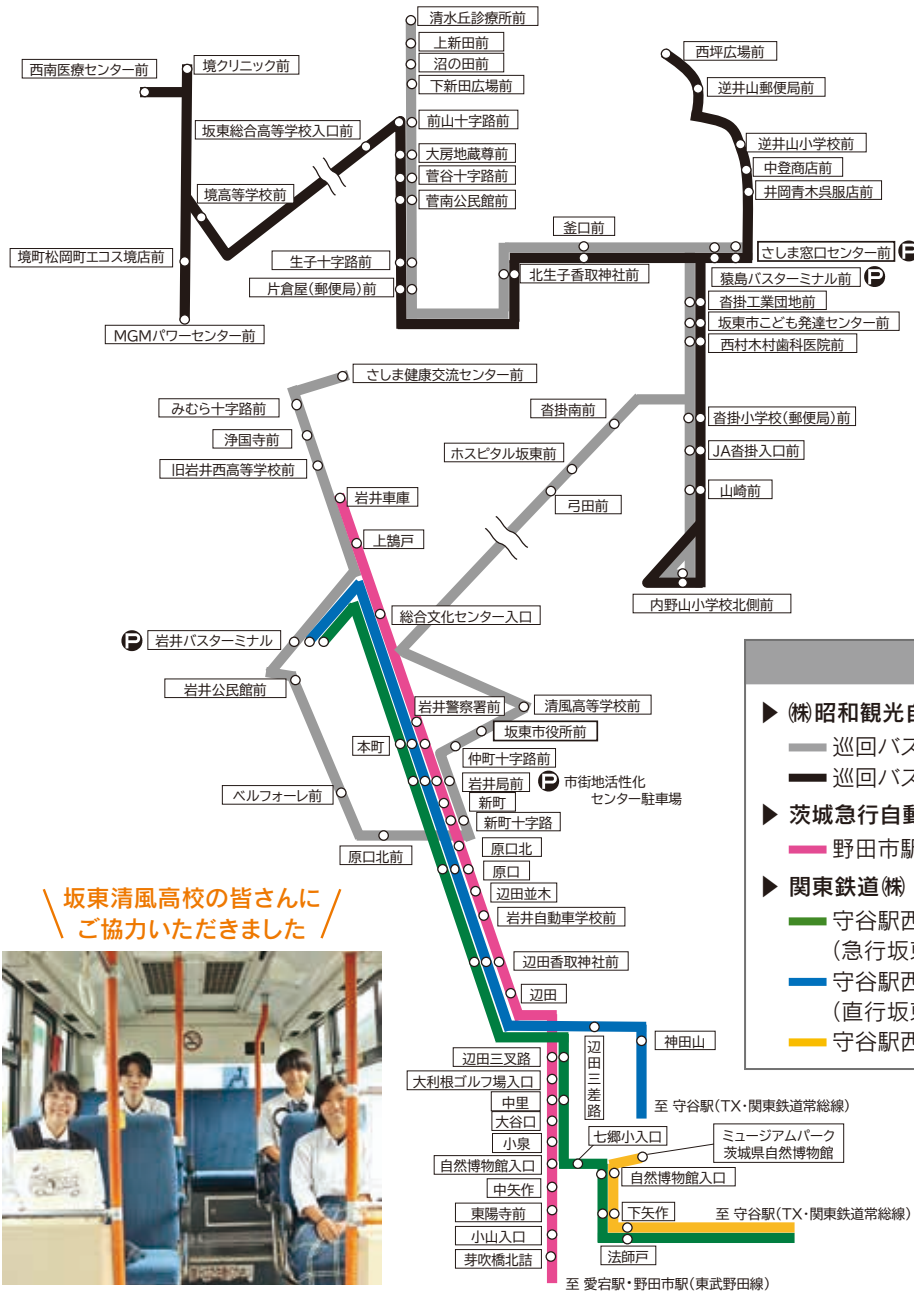 清水丘診療所前
上新田前
沼の田前
下新田広場前
前山十字路前
大房地蔵尊前
菅谷十字路前
菅南公民館前
生子十字路前
片倉屋(郵便局)前
西南医療センター前
境クリニック前
坂東総合高等学校入口前
境高等学校前
境町松岡町エコス境店前
MGMパワーセンター前
北生子香取神社前
釜口前
西坪広場前
逆井山郵便局前
逆井山小学校前
中登商店前
井岡青木呉服店前
さしま窓口センター前 P
猿島バスターミナル前 P
沓掛工業団地前
坂東市こども発達センター前
西村木村歯科医院前
沓掛小学校(郵便局)前
JA沓掛入口前
山崎前
内野山小学校北側前
さしま健康交流センター前
みむら十字路前
浄国寺前
旧岩井西高等学校前
岩井車庫
上鵠戸
総合文化センター入口
沓掛南前
ホスピタル坂東前
弓田前
P 岩井バスターミナル
岩井公民館前
ベルフォーレ前
原口北前
岩井警察署前
清風高等学校前
坂東市役所前
本町
仲町十字路前
岩井局前
P 市街地活性化
センター駐車場
新町
新町十字路
原口北
原口
辺田並木
岩井自動車学校前
辺田香取神社前
辺田
辺田三叉路
大利根ゴルフ場入口
中里
大谷口
小泉
自然博物館入口
中矢作
東陽寺前
小山入口
芽吹橋北詰
至 愛宕駅・野田市駅(東武野田線)
辺田三差路
神田山
至 守谷駅(TX・関東鉄道常総線)
七郷小入口
ミュージアムパーク
茨城県自然博物館
自然博物館入口
下矢作
至 守谷駅(TX・関東鉄道常総線)
法師戸
▶ ㈱昭和観光自
巡回バス
巡回バス
▶ 茨城急行自動
野田市駅
▶ 関東鉄道㈱
守谷駅西
(急行坂東
守谷駅西
(直行坂東
守谷駅西
坂東清風高校の皆さんに
ご協力いただきました